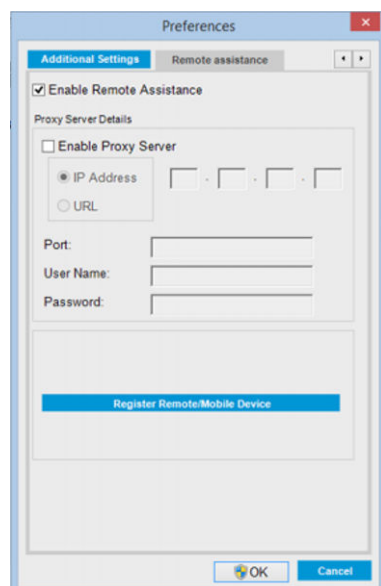 Preferences
Additional Settings Remote assistance
Enable Remote Assistance
Proxy Server Details
Enable Proxy Server
IP Address
URL
Port:
User Name:
Password:
Register Remote/Mobile Device
OK Cancel